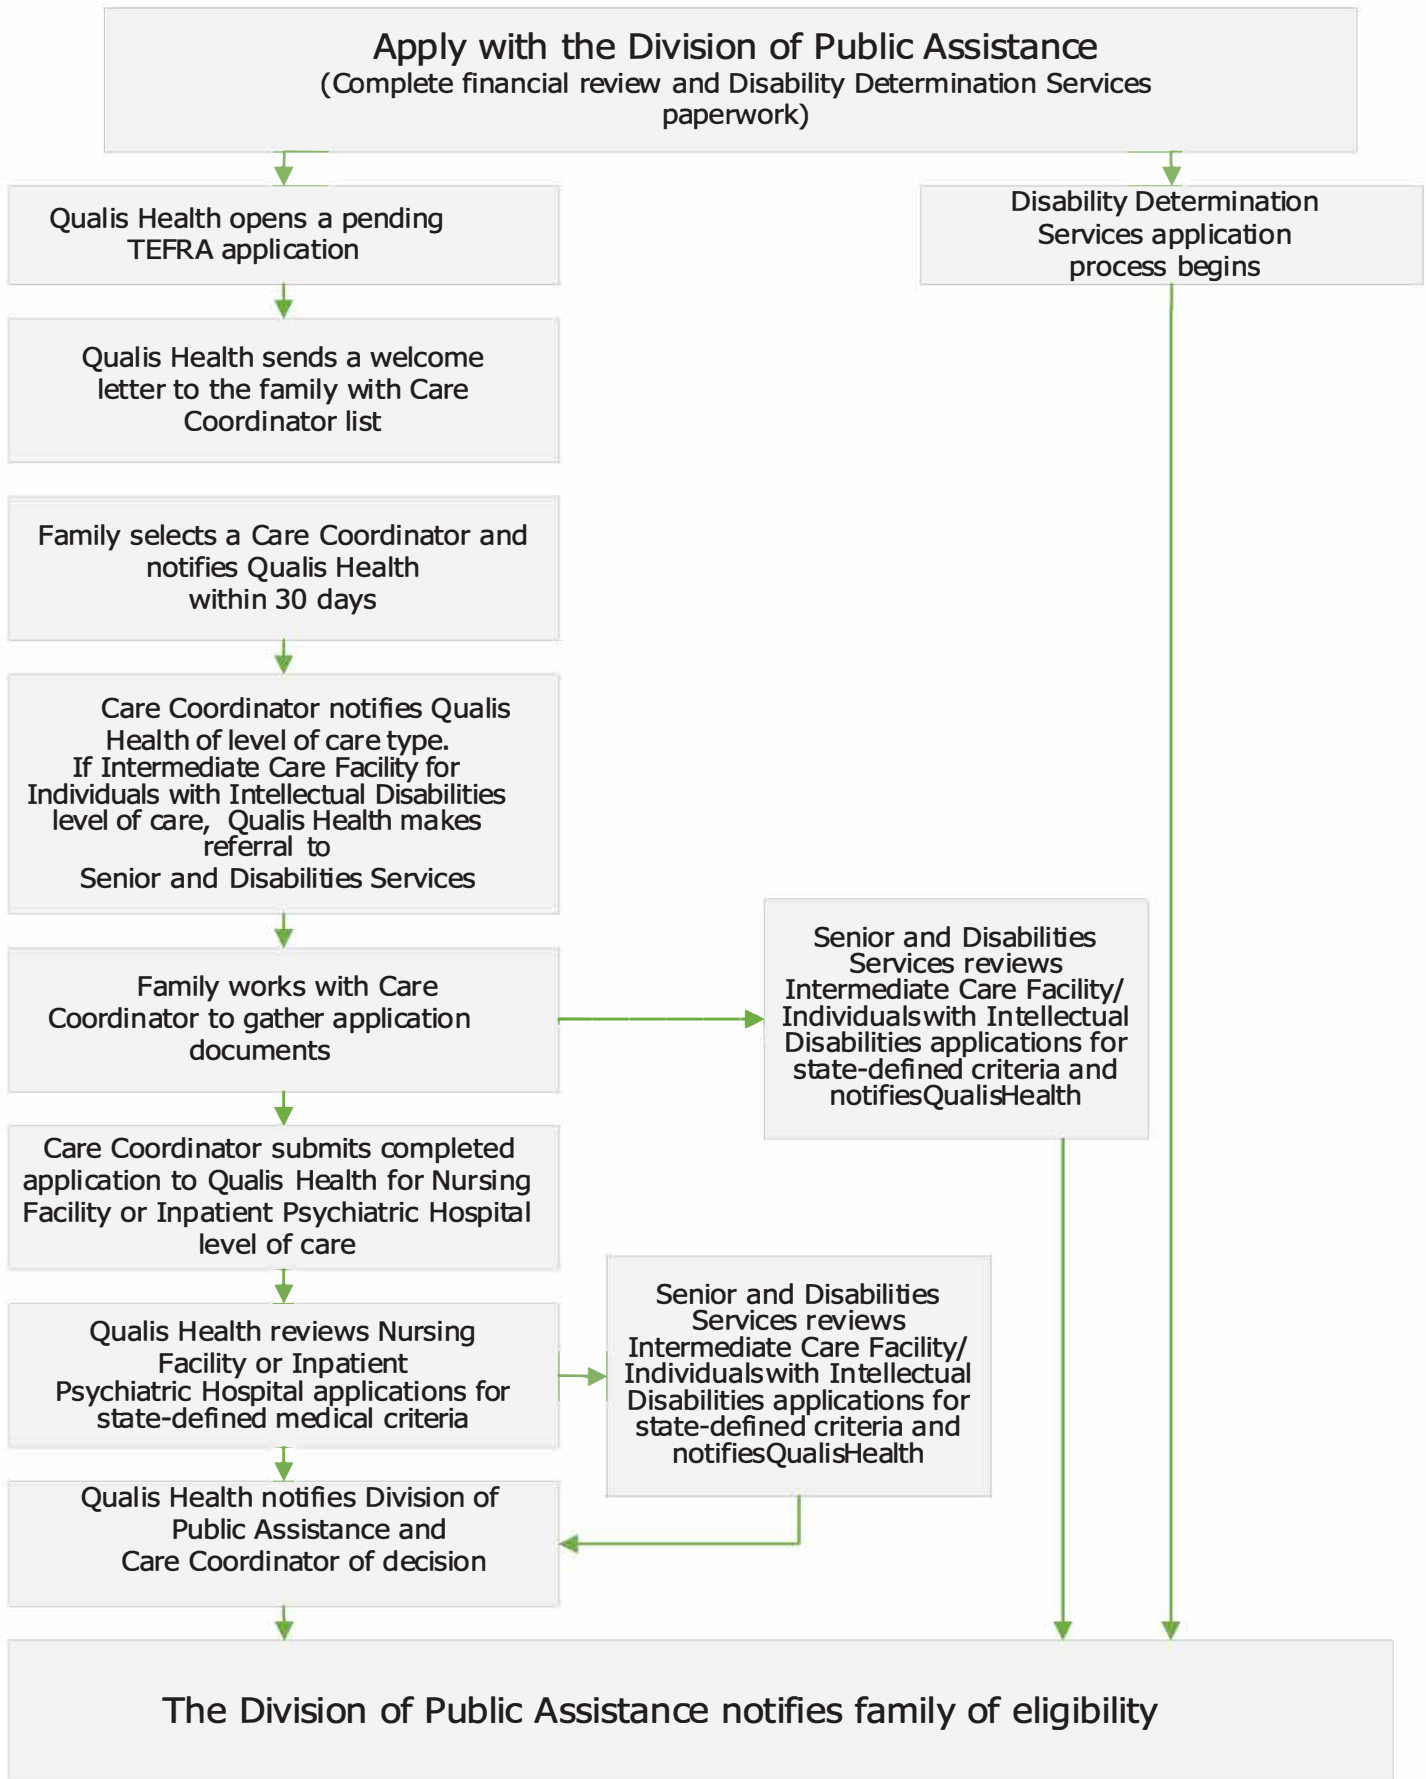 Apply with the Division of Public Assistance
(Complete financial review and Disability Determination Services
paperwork)
Qualis Health opens a pending
TEFRA application
Disability Determination
Services application
process begins
Qualis Health sends a welcome
letter to the family with Care
Coordinator list
Family selects a Care Coordinator and
notifies Qualis Health
within 30 days
Care Coordinator notifies Qualis
Health of level of care type.
If Intermediate Care Facility for
Individuals with Intellectual Disabilities
level of care, Qualis Health makes
referral to
Senior and Disabilities Services
Family works with Care
Coordinator to gather application
documents
Senior and Disabilities
Services reviews
Intermediate Care Facility/
Individualswith Intellectual
Disabilities applications for
state-defined criteria and
notifiesQualisHealth
Care Coordinator submits completed
application to Qualis Health for Nursing
Facility or Inpatient Psychiatric Hospital
level of care
Qualis Health reviews Nursing
Facility or Inpatient
Psychiatric Hospital applications for
state-defined medical criteria
Senior and Disabilities
Services reviews
Intermediate Care Facility/
Individualswith Intellectual
Disabilities applications for
state-defined criteria and
notifiesQualisHealth
Qualis Health notifies Division of
Public Assistance and
Care Coordinator of decision
The Division of Public Assistance notifies family of eligibility